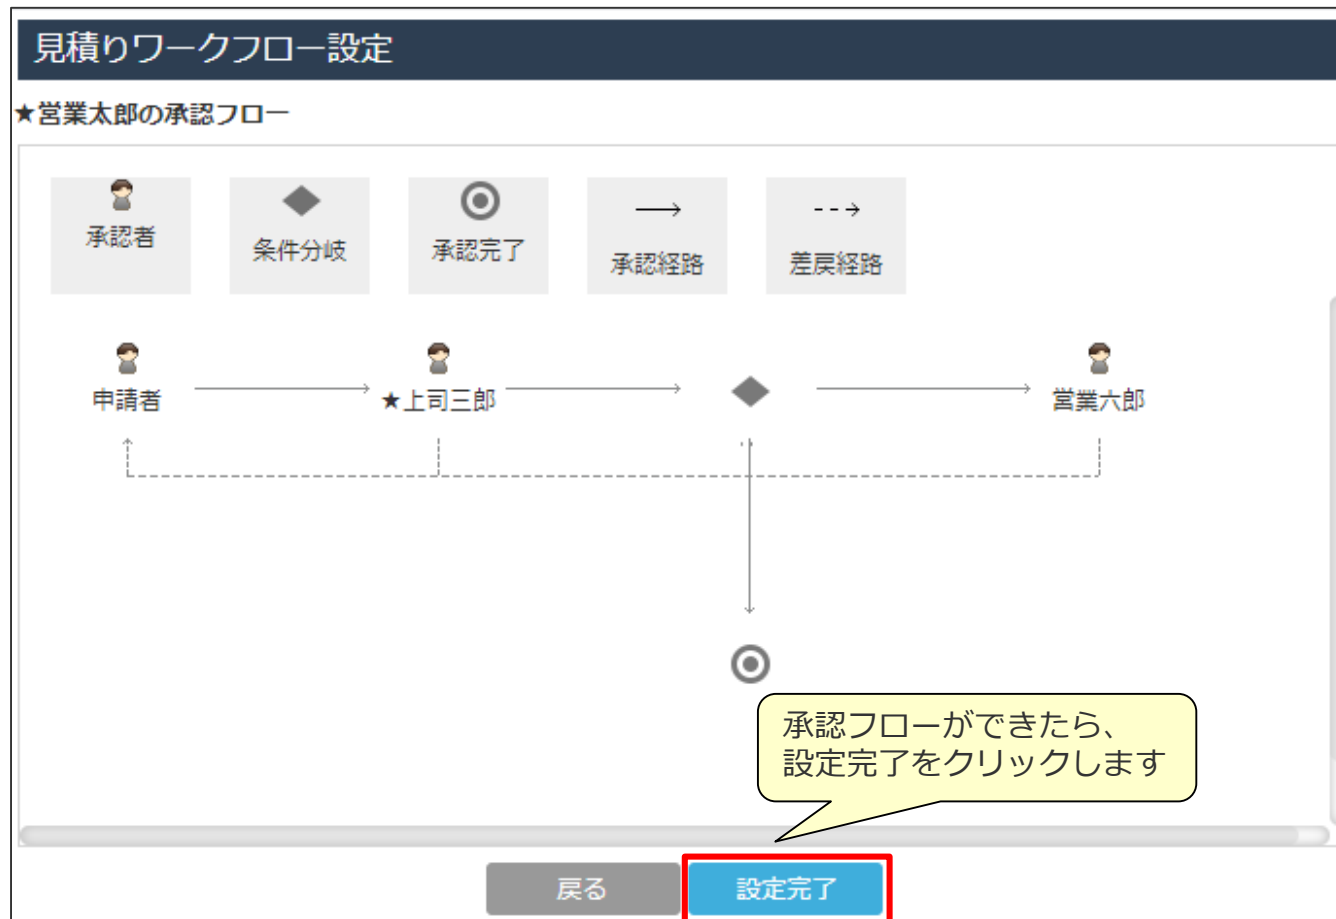 見積りワークフロー設定
★営業太郎の承認フロー
承認者
条件分岐
承認完了
承認経路
差戻経路
申請者
★上司三郎
営業六郎
承認フローができたら、
設定完了をクリックします
戻る
設定完了